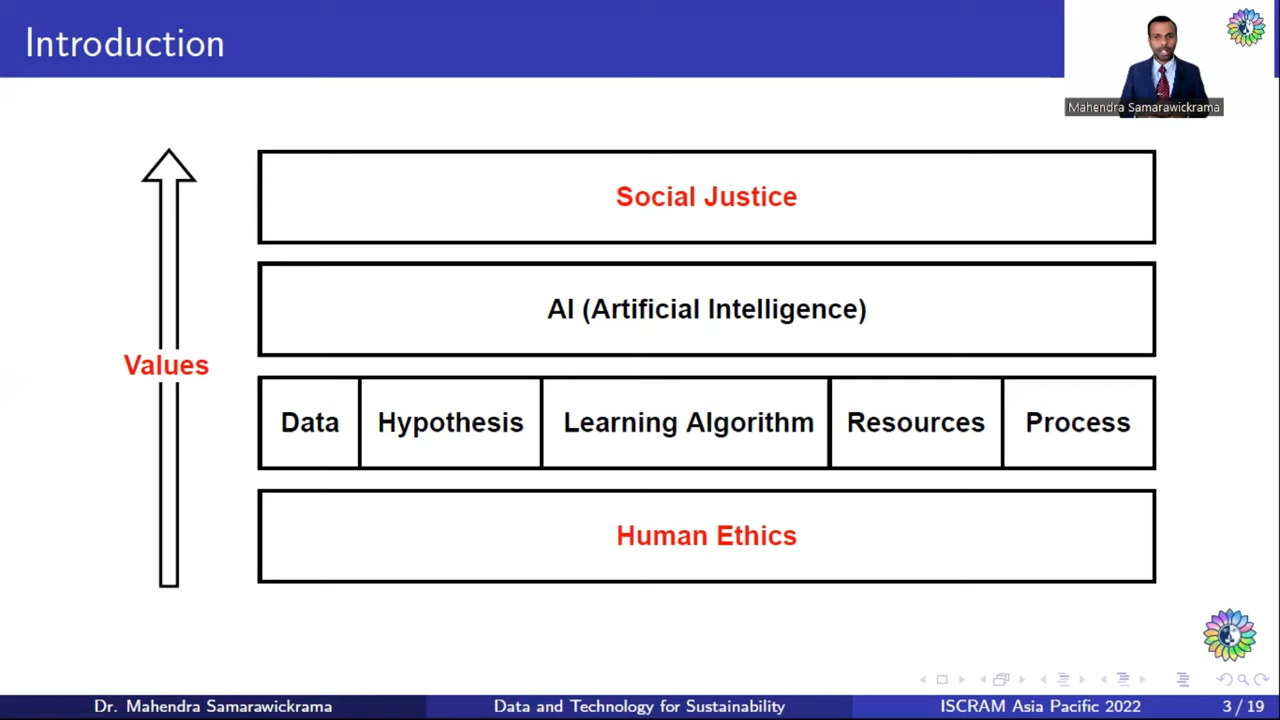 Introduction
Mahendra Samarawickrama
Social Justice
AI (Artificial Intelligence)
Values
Data Hypothesis Learning Algorithm Resources Process
Human Ethics
Dr. Mahendra Samarawickrama Data and Technology for Sustainability ISCRAM Asia Pacific 2022 3 / 19